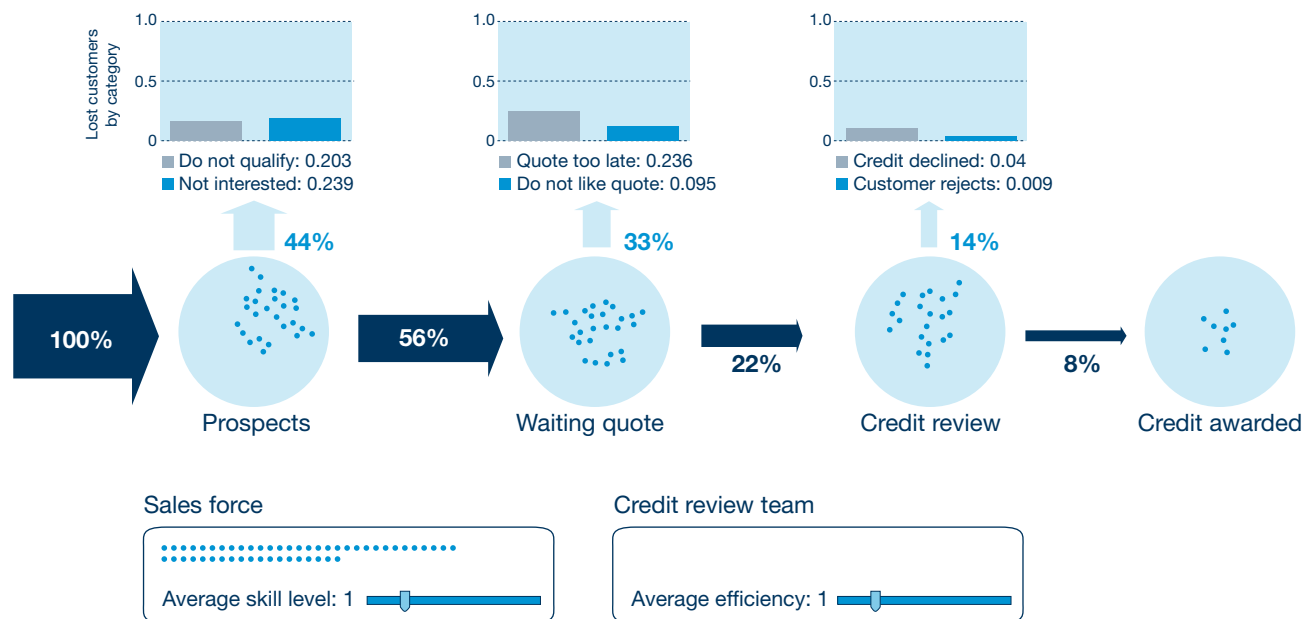 Lost customers
by category
1.0
0.5
0
Do not qualify: 0.203
Not interested: 0.239
1.0
0.5
0
Quote too late: 0.236
Do not like quote: 0.095
1.0
0.5
0
Credit declined: 0.04
Customer rejects: 0.009
44%
33%
14%
100%
56%
22%
8%
Prospects
Waiting quote
Credit review
Credit awarded
Sales force
Average skill level: 1
Credit review team
Average efficiency: 1